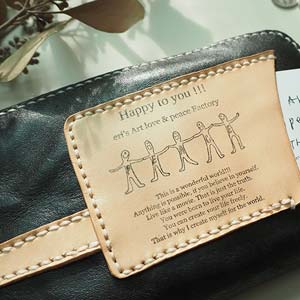 Happy to you !!!
eri's Art love & peace Factory
This is a wonderful world!!!
Anything is possible, if you believe in yourself.
Live like a movie. That is just the truth.
You were born to live your life.
You can create your life freely.
That is why I create myself for the world.